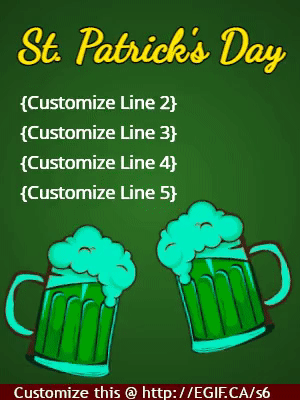 St. Patrick's Day
{Customize Line 2}
{Customize Line 3}
{Customize Line 4}
{Customize Line 5}
Customize this @ http://EGIF.CA/s6